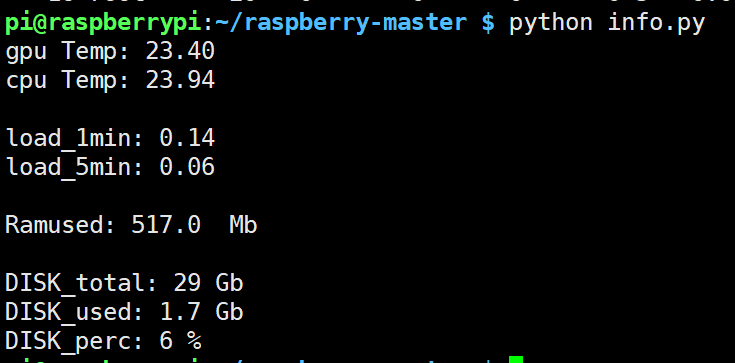 pi@raspberrypi:~/raspberry-master $ python info.py
gpu Temp: 23.40
cpu Temp: 23.94
load_1min: 0.14
load_5min: 0.06
Ramused: 517.0  Mb
DISK_total: 29 Gb
DISK_used: 1.7 Gb
DISK_perc: 6 %